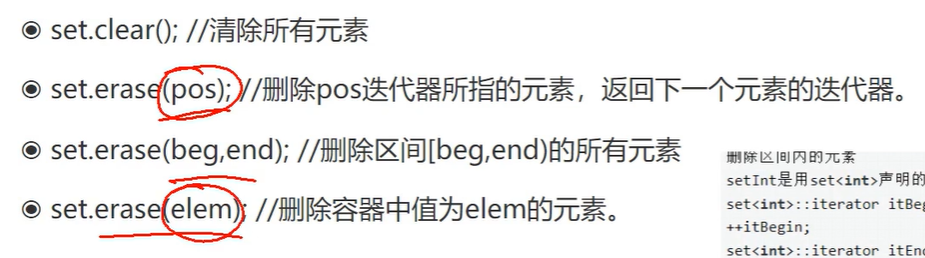 ◉ set.clear(); //清除所有元素
◉ set.erase(pos); //删除pos迭代器所指的元素，返回下一个元素的迭代器。
◉ set.erase(beg,end); //删除区间[beg,end)的所有元素
◉ set.erase(elem); //删除容器中值为elem的元素。
删除区间内的元素
setInt是用set<int>声明的
set<int>::iterator itBeg
++itBegin;
set<int>::iterator itEnd